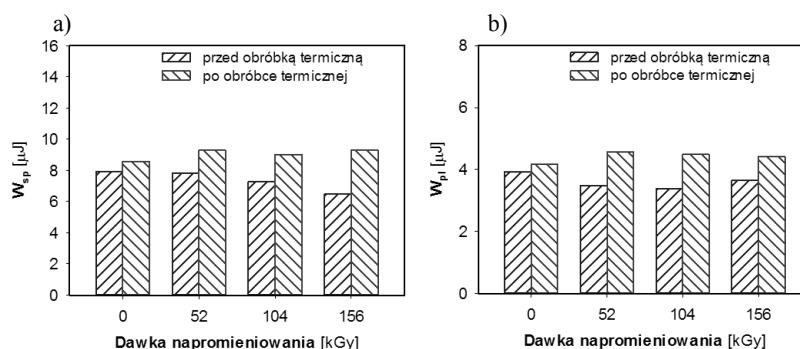 a)
16
14
12
10
8
6
4
2
0
W_sp [μJ]
przed obróbką termiczną
po obróbce termicznej
0 52 104 156
Dawka napromieniowania [kGy]
b)
8
6
4
2
0
W_pl [μJ]
przed obróbką termiczną
po obróbce termicznej
0 52 104 156
Dawka napromieniowania [kGy]